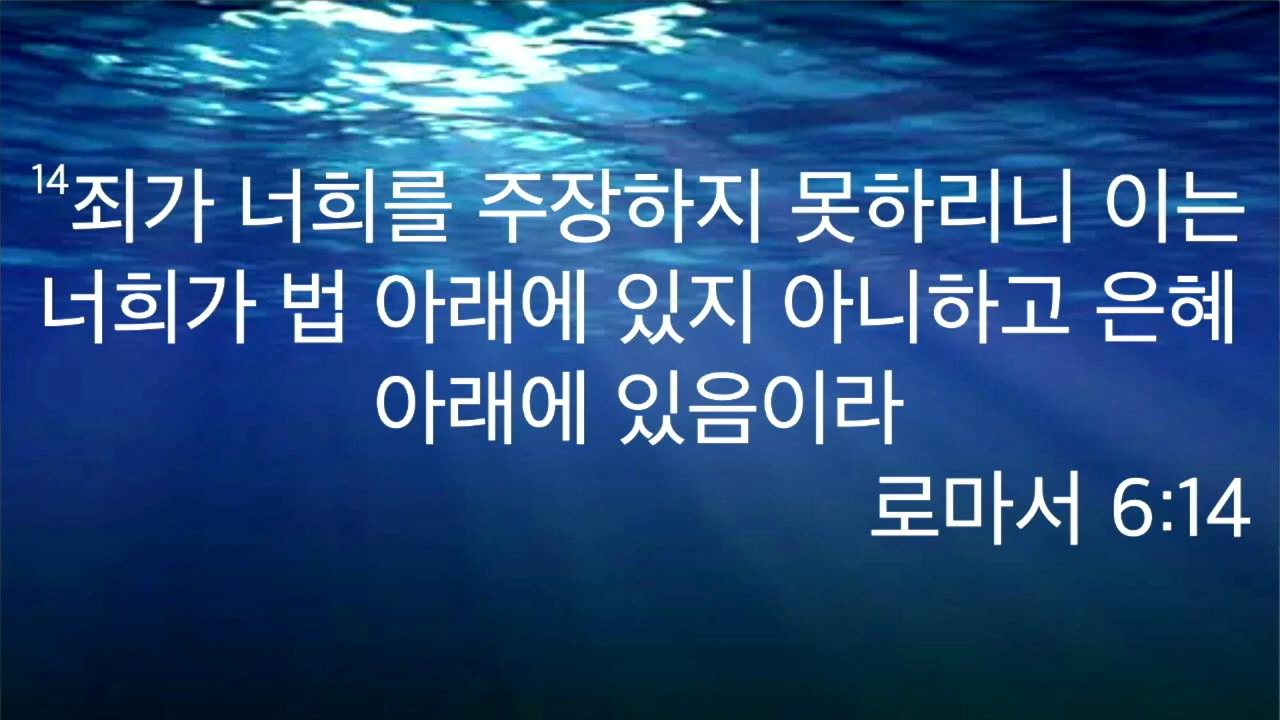 14죄가 너희를 주장하지 못하리니 이는
너희가 법 아래에 있지 아니하고 은혜
아래에 있음이라
로마서 6:14